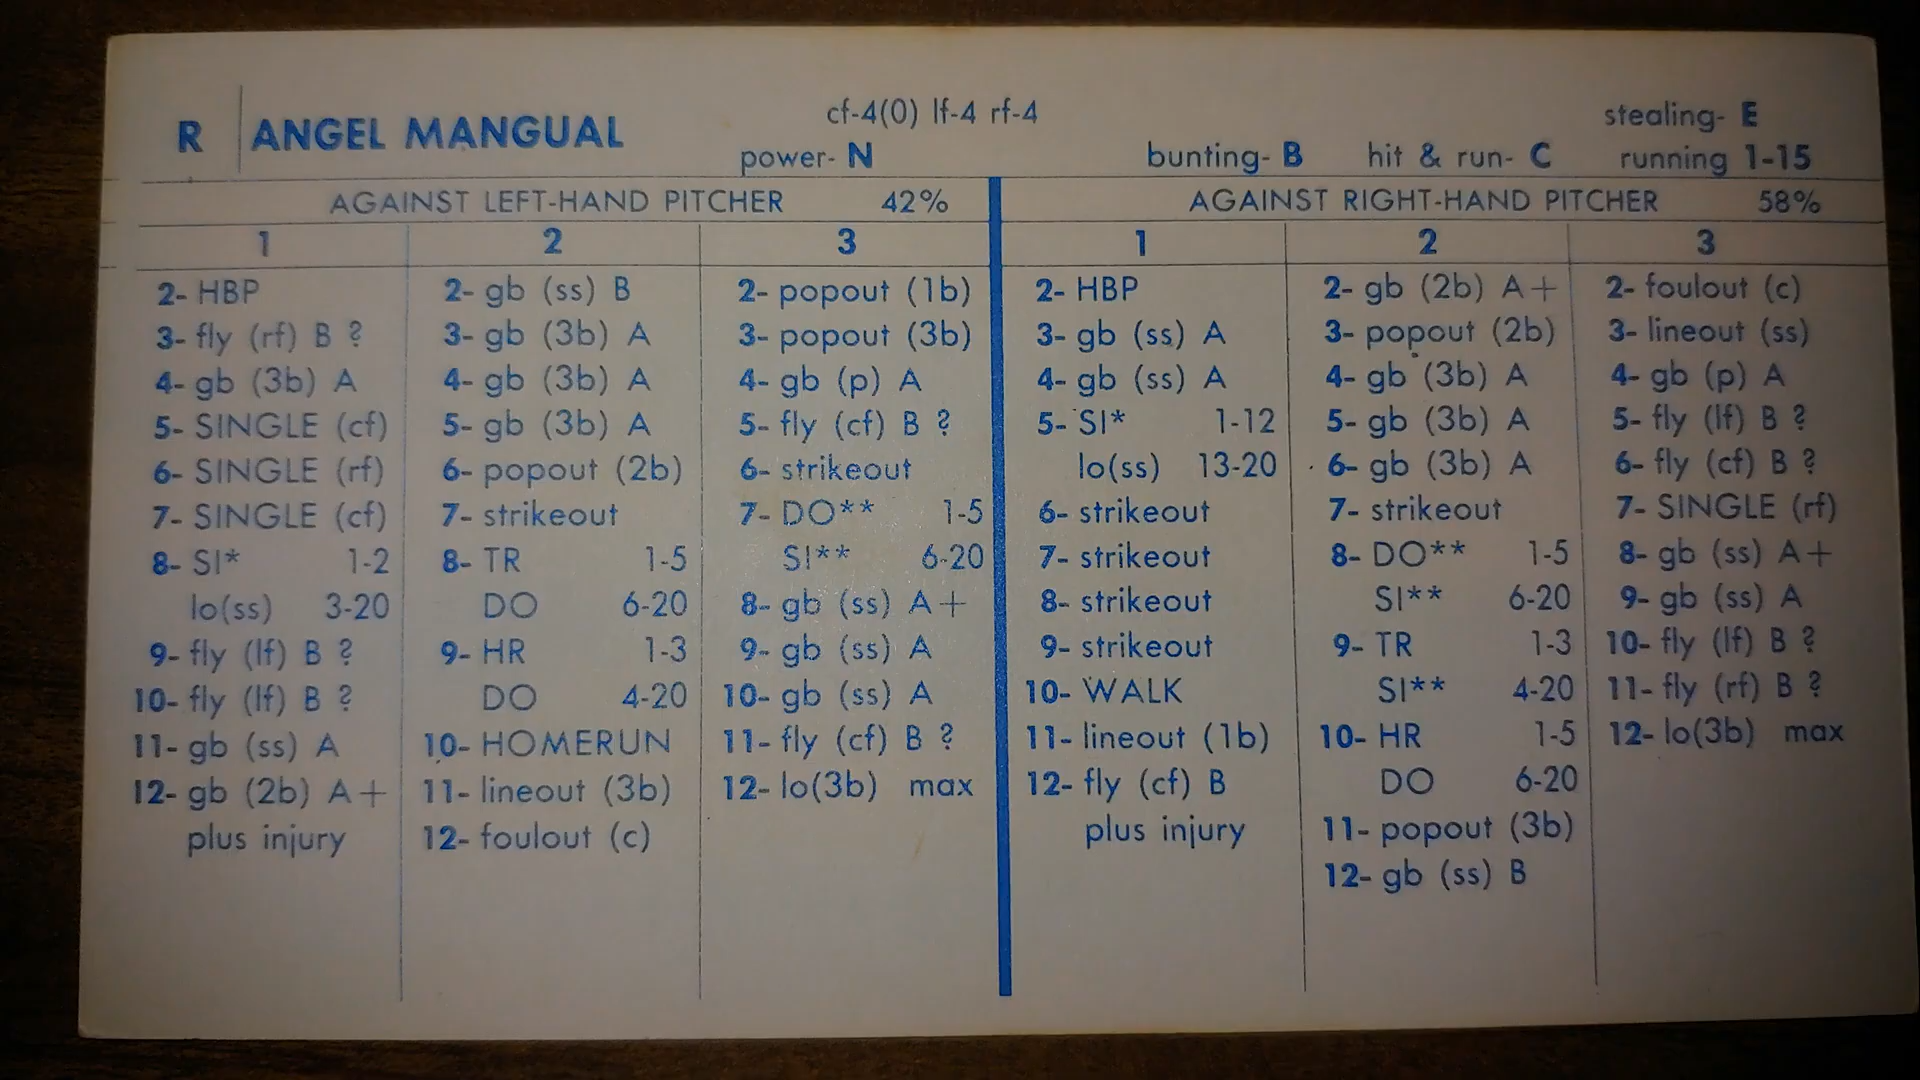 R ANGEL MANGUAL
cf-4(0) lf-4 rf-4
power- N
bunting- B hit & run- C
stealing- E
running 1-15
AGAINST LEFT-HAND PITCHER 42%
1 2 3
2- HBP
3- fly (rf) B ?
4- gb (3b) A
5- SINGLE (cf)
6- SINGLE (rf)
7- SINGLE (cf)
8- SI* 1-2
lo(ss) 3-20
9- fly (lf) B ?
10- fly (lf) B ?
11- gb (ss) A
12- gb (2b) A+
plus injury
2- gb (ss) B
3- gb (3b) A
4- gb (3b) A
5- gb (3b) A
6- popout (2b)
7- strikeout
8- TR 1-5
DO 6-20
9- HR 1-3
DO 4-20
10- HOMERUN
11- lineout (3b)
12- foulout (c)
2- popout (1b)
3- popout (3b)
4- gb (p) A
5- fly (cf) B ?
6- strikeout
7- DO** 1-5
SI** 6-20
8- gb (ss) A+
9- gb (ss) A
10- gb (ss) A
11- fly (cf) B ?
12- lo(3b) max
AGAINST RIGHT-HAND PITCHER 58%
1 2 3
2- HBP
3- gb (ss) A
4- gb (ss) A
5- SI* 1-12
lo(ss) 13-20
6- strikeout
7- strikeout
8- strikeout
9- strikeout
10- WALK
11- lineout (1b)
12- fly (cf) B
plus injury
2- gb (2b) A+
3- popout (2b)
4- gb (3b) A
5- gb (3b) A
6- gb (3b) A
7- strikeout
8- DO** 1-5
SI** 6-20
9- TR 1-3
SI** 4-20
10- HR 1-5
DO 6-20
11- popout (3b)
12- gb (ss) B
2- foulout (c)
3- lineout (ss)
4- gb (p) A
5- fly (lf) B ?
6- fly (cf) B ?
7- SINGLE (rf)
8- gb (ss) A+
9- gb (ss) A
10- fly (lf) B ?
11- fly (rf) B ?
12- lo(3b) max